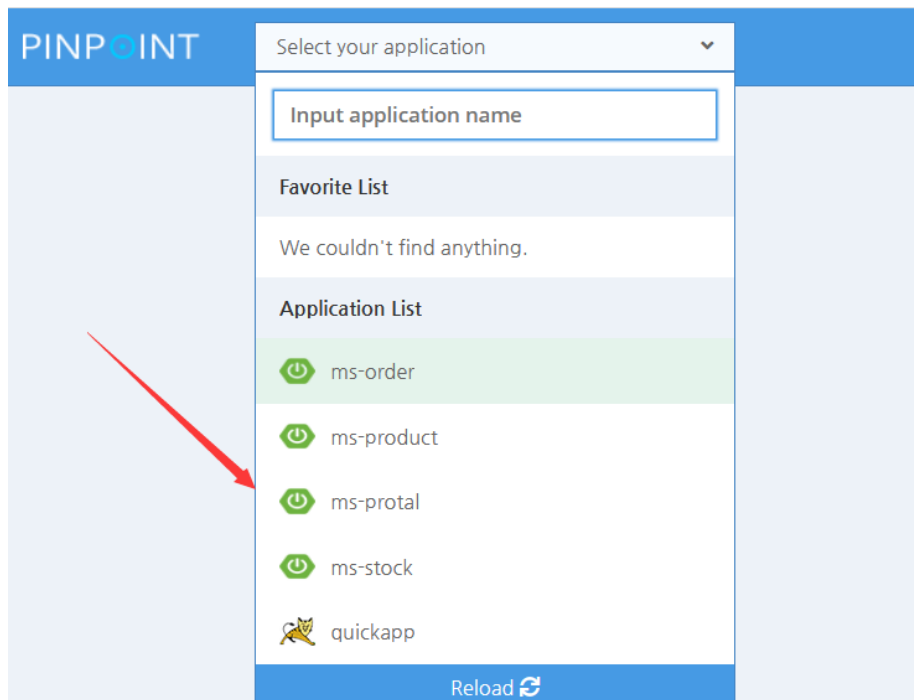 PINPOINT
Select your application
Input application name
Favorite List
We couldn't find anything.
Application List
ms-order
ms-product
ms-protal
ms-stock
quickapp
Reload